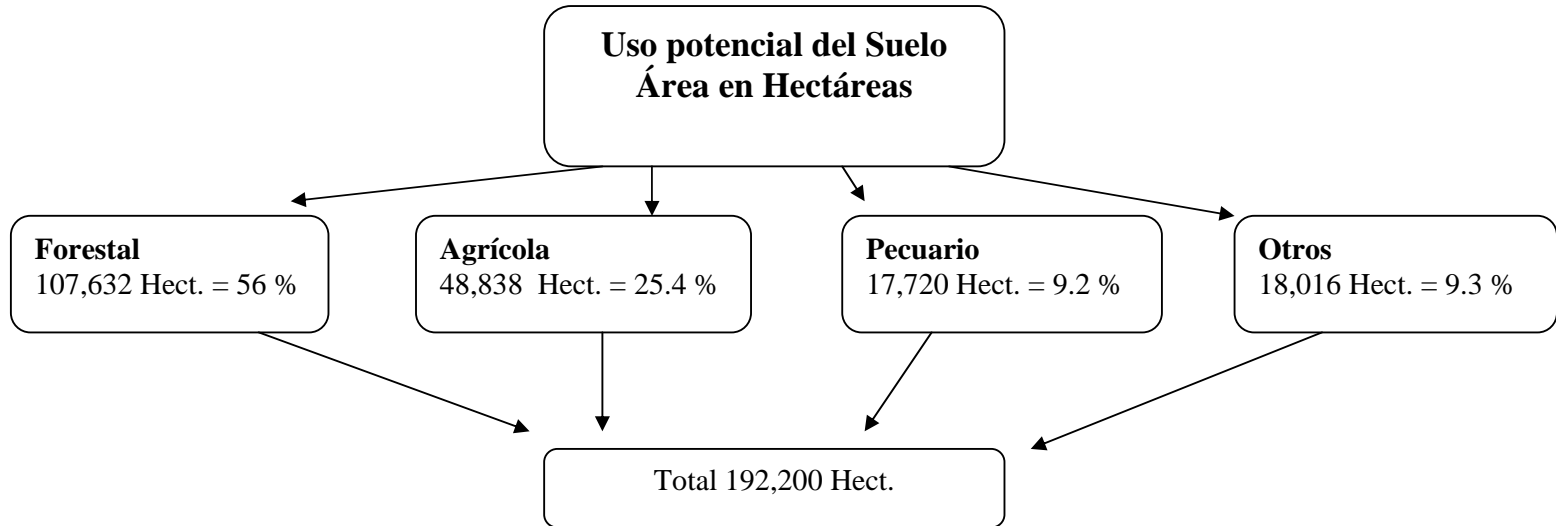 Uso potencial del Suelo
Área en Hectáreas
Forestal
107,632 Hect. = 56 %
Agrícola
48,838 Hect. = 25.4 %
Pecuario
17,720 Hect. = 9.2 %
Otros
18,016 Hect. = 9.3 %
Total 192,200 Hect.